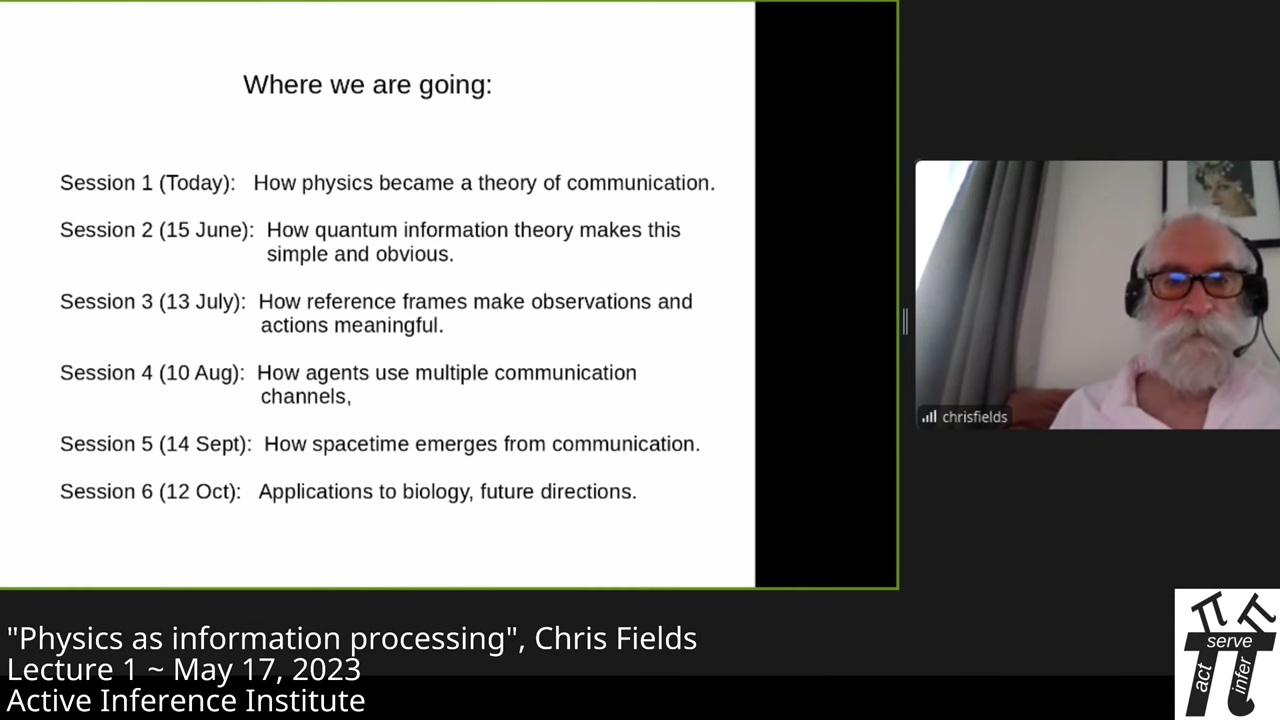 Where we are going:
Session 1 (Today): How physics became a theory of communication.
Session 2 (15 June): How quantum information theory makes this
simple and obvious.
Session 3 (13 July): How reference frames make observations and
actions meaningful.
Session 4 (10 Aug): How agents use multiple communication
channels,
Session 5 (14 Sept): How spacetime emerges from communication.
Session 6 (12 Oct): Applications to biology, future directions.
chrisfields
"Physics as information processing", Chris Fields
Lecture 1 ~ May 17, 2023
Active Inference Institute
serve
act
infer